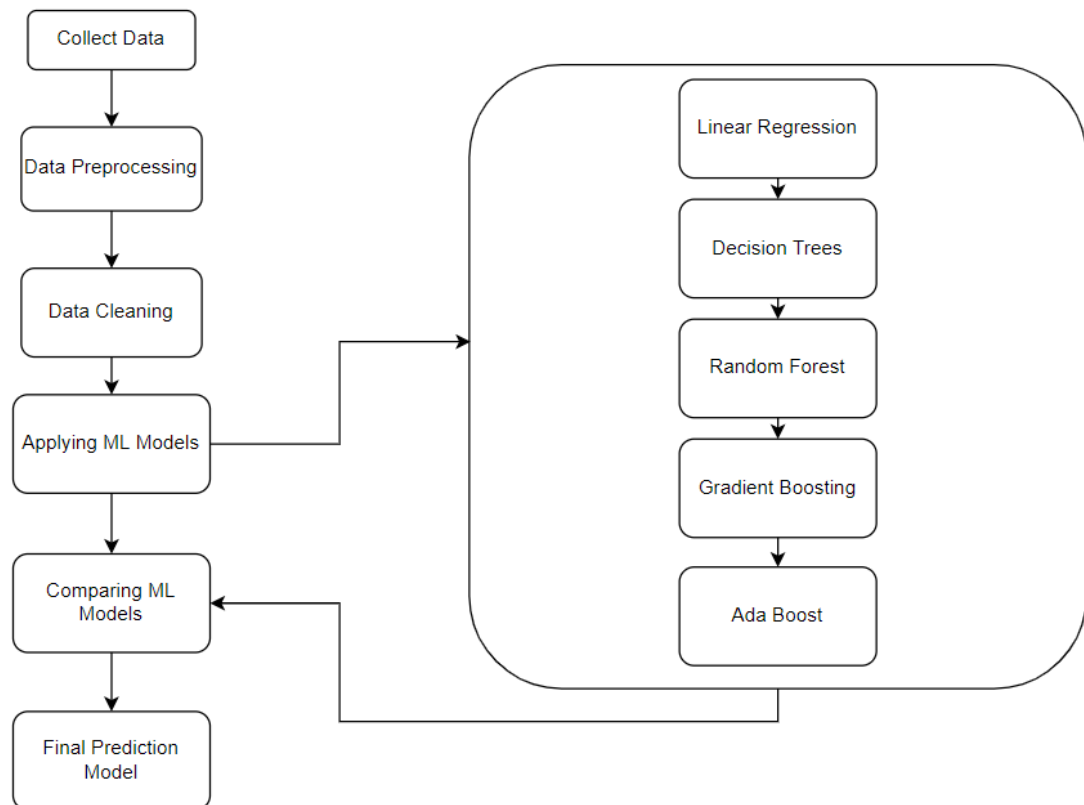 Collect Data
Data Preprocessing
Data Cleaning
Applying ML Models
Comparing ML
Models
Final Prediction
Model
Linear Regression
Decision Trees
Random Forest
Gradient Boosting
Ada Boost